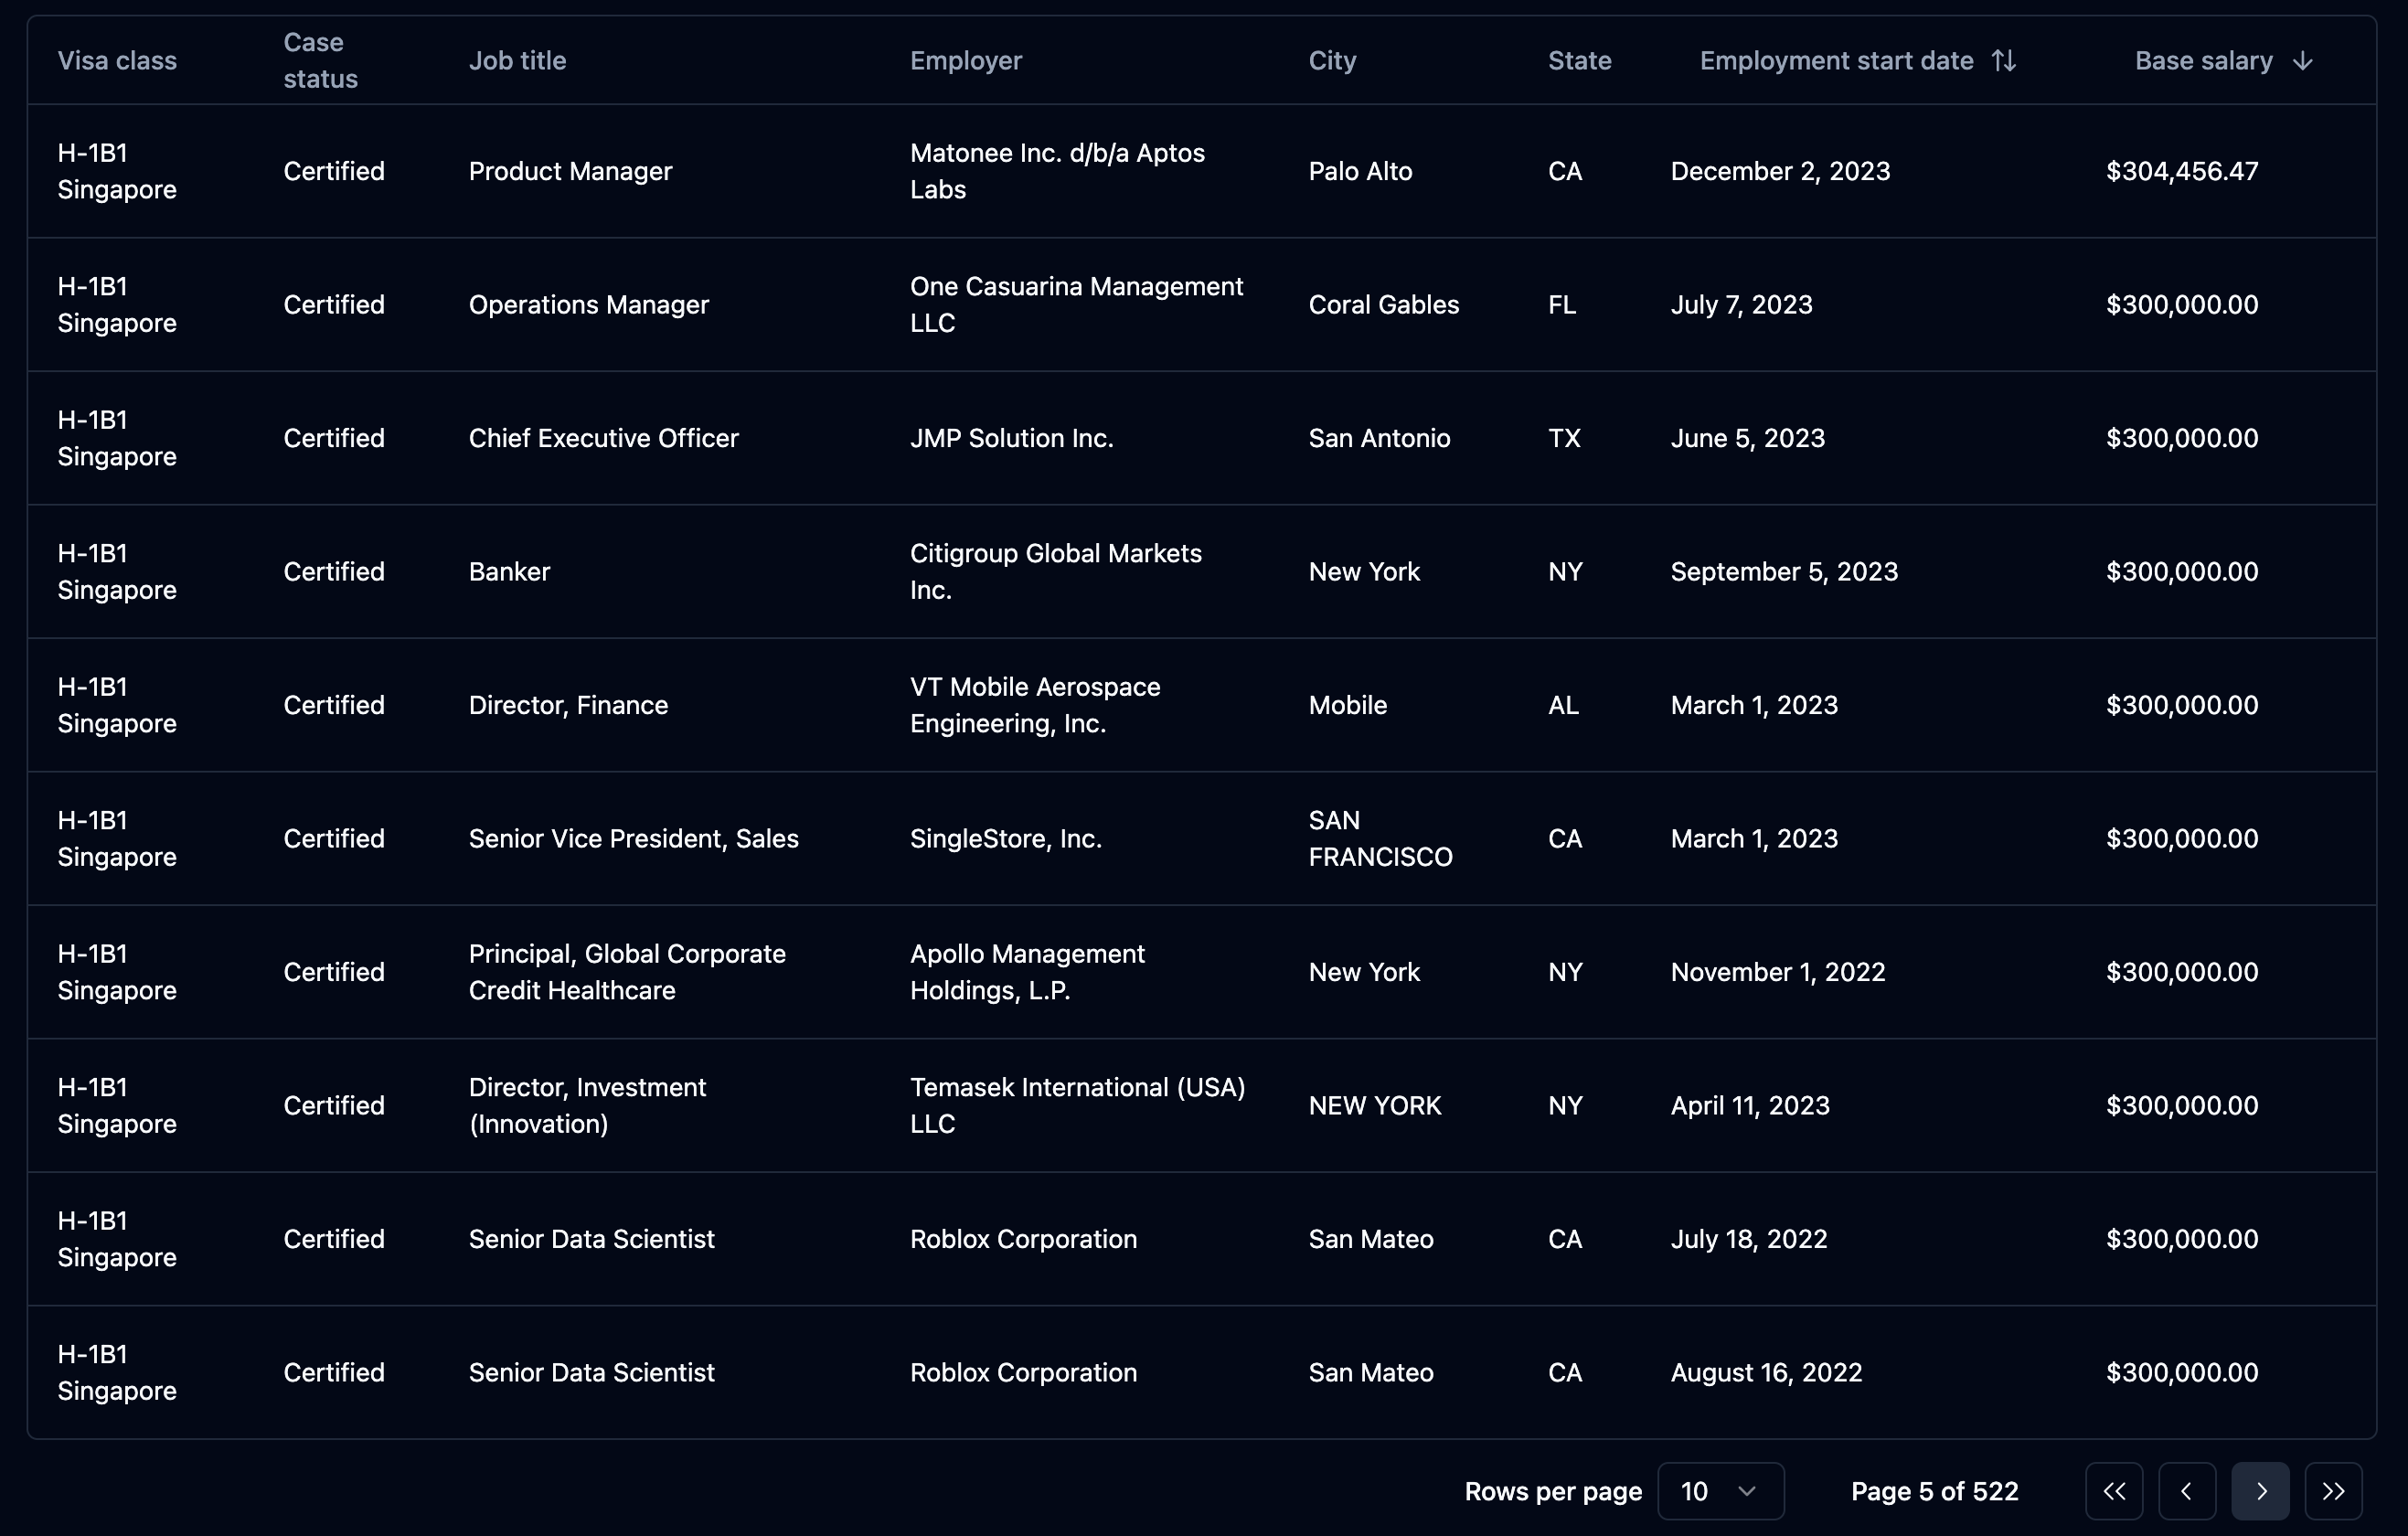 Visa class
Case
status
Job title
Employer
City
State
Employment start date
Base salary
H-1B1
Singapore
Certified
Product Manager
Matonee Inc. d/b/a Aptos
Labs
Palo Alto
CA
December 2, 2023
$304,456.47
H-1B1
Singapore
Certified
Operations Manager
One Casuarina Management
LLC
Coral Gables
FL
July 7, 2023
$300,000.00
H-1B1
Singapore
Certified
Chief Executive Officer
JMP Solution Inc.
San Antonio
TX
June 5, 2023
$300,000.00
H-1B1
Singapore
Certified
Banker
Citigroup Global Markets
Inc.
New York
NY
September 5, 2023
$300,000.00
H-1B1
Singapore
Certified
Director, Finance
VT Mobile Aerospace
Engineering, Inc.
Mobile
AL
March 1, 2023
$300,000.00
H-1B1
Singapore
Certified
Senior Vice President, Sales
SingleStore, Inc.
SAN
FRANCISCO
CA
March 1, 2023
$300,000.00
H-1B1
Singapore
Certified
Principal, Global Corporate
Credit Healthcare
Apollo Management
Holdings, L.P.
New York
NY
November 1, 2022
$300,000.00
H-1B1
Singapore
Certified
Director, Investment
(Innovation)
Temasek International (USA)
LLC
NEW YORK
NY
April 11, 2023
$300,000.00
H-1B1
Singapore
Certified
Senior Data Scientist
Roblox Corporation
San Mateo
CA
July 18, 2022
$300,000.00
H-1B1
Singapore
Certified
Senior Data Scientist
Roblox Corporation
San Mateo
CA
August 16, 2022
$300,000.00
Rows per page
10
Page 5 of 522